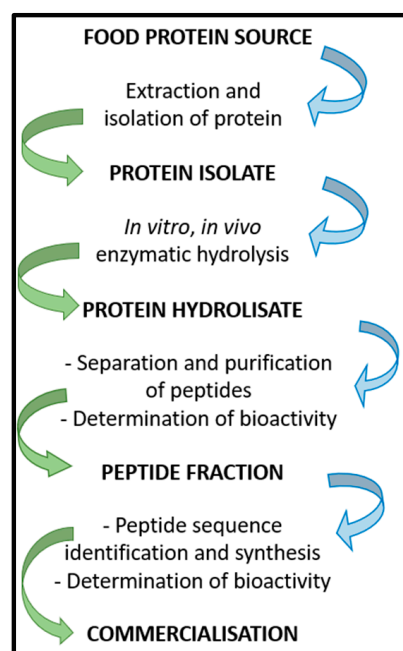 FOOD PROTEIN SOURCE
Extraction and
isolation of protein
PROTEIN ISOLATE
In vitro, in vivo
enzymatic hydrolysis
PROTEIN HYDROLISATE
- Separation and purification
of peptides
- Determination of bioactivity
PEPTIDE FRACTION
- Peptide sequence
identification and synthesis
- Determination of bioactivity
COMMERCIALISATION